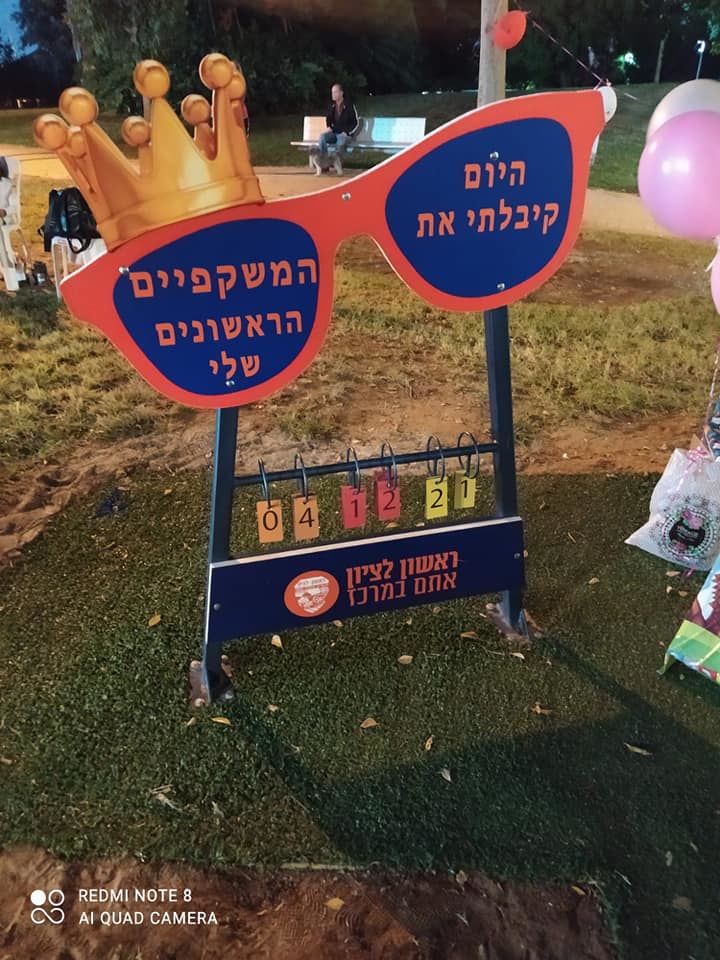 היום
קיבלתי את
המשקפיים
הראשונים
שלי
04 12 21
ראשון לציון
אתם במרכז
REDMI NOTE 8
AI QUAD CAMERA